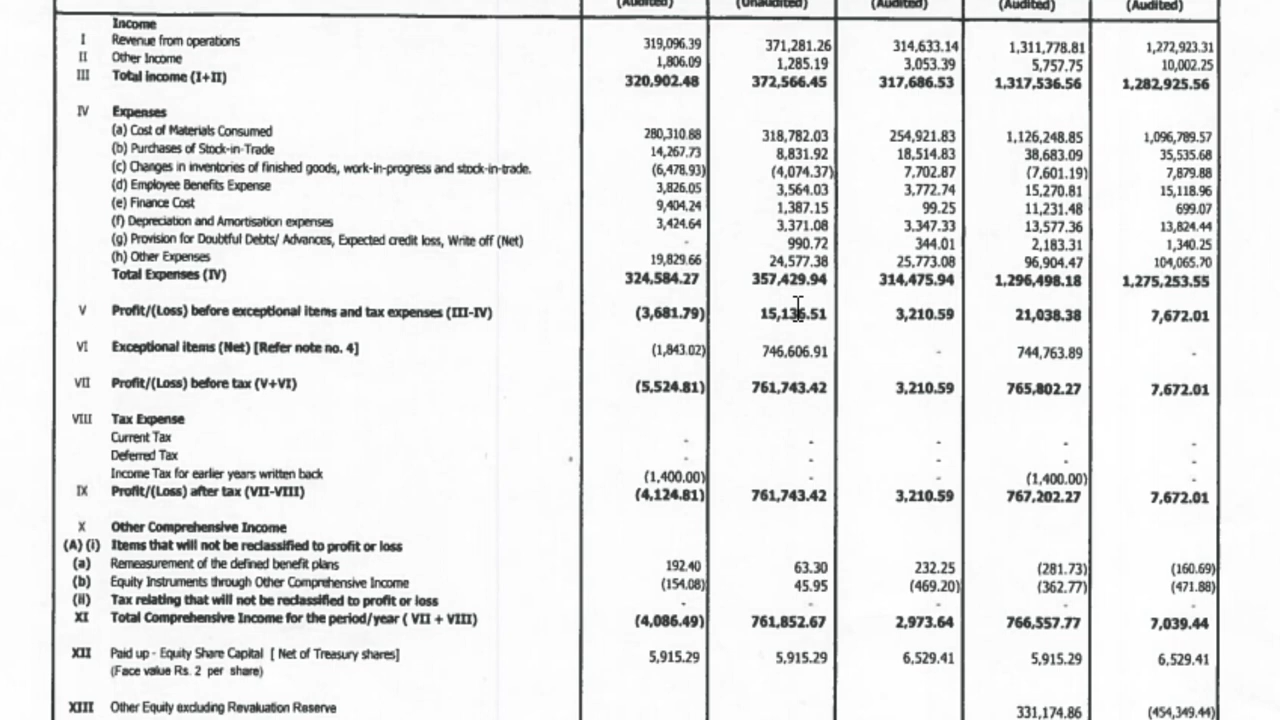 (Audited) (Unaudited) (Audited) (Audited) (Audited)
Income
I Revenue from operations 319,096.39 371,281.26 314,633.14 1,311,778.81 1,272,923.31
II Other Income 1,806.09 1,285.19 3,053.39 5,757.75 10,002.25
III Total income (I+II) 320,902.48 372,566.45 317,686.53 1,317,536.56 1,282,925.56
IV Expenses
(a) Cost of Materials Consumed 280,310.88 318,782.03 254,921.83 1,126,248.85 1,096,789.57
(b) Purchases of Stock-in-Trade 14,267.73 8,831.92 18,514.83 38,683.09 35,535.68
(c) Changes in inventories of finished goods, work-in-progress and stock-in-trade. (6,478.93) (4,074.37) 7,702.87 (7,601.19) 7,879.88
(d) Employee Benefits Expense 3,826.05 3,564.03 3,772.74 15,270.81 15,118.96
(e) Finance Cost 9,404.24 1,387.15 99.25 11,231.48 699.07
(f) Depreciation and Amortisation expenses 3,424.64 3,371.08 3,347.33 13,577.36 13,824.44
(g) Provision for Doubtful Debts/ Advances, Expected credit loss, Write off (Net) - 990.72 344.01 2,183.31 1,340.25
(h) Other Expenses 19,829.66 24,577.38 25,773.08 96,904.47 104,065.70
Total Expenses (IV) 324,584.27 357,429.94 314,475.94 1,296,498.18 1,275,253.55
V Profit/(Loss) before exceptional items and tax expenses (III-IV) (3,681.79) 15,136.51 3,210.59 21,038.38 7,672.01
VI Exceptional items (Net) [Refer note no. 4] (1,843.02) 746,606.91 - 744,763.89 -
VII Profit/(Loss) before tax (V+VI) (5,524.81) 761,743.42 3,210.59 765,802.27 7,672.01
VIII Tax Expense
Current Tax - - - - -
Deferred Tax - - - - -
Income Tax for earlier years written back (1,400.00) - - (1,400.00) -
IX Profit/(Loss) after tax (VII-VIII) (4,124.81) 761,743.42 3,210.59 767,202.27 7,672.01
X Other Comprehensive Income
(A) (i) Items that will not be reclassified to profit or loss
(a) Remeasurement of the defined benefit plans 192.40 63.30 232.25 (281.73) (160.69)
(b) Equity Instruments through Other Comprehensive Income (154.08) 45.95 (469.20) (362.77) (471.88)
(ii) Tax relating that will not be reclassified to profit or loss - - - - -
XI Total Comprehensive Income for the period/year ( VII + VIII) (4,086.49) 761,852.67 2,973.64 766,557.77 7,039.44
XII Paid up - Equity Share Capital [ Net of Treasury shares] 5,915.29 5,915.29 6,529.41 5,915.29 6,529.41
(Face value Rs. 2 per share)
XIII Other Equity excluding Revaluation Reserve 331,174.86 (454,349.44)